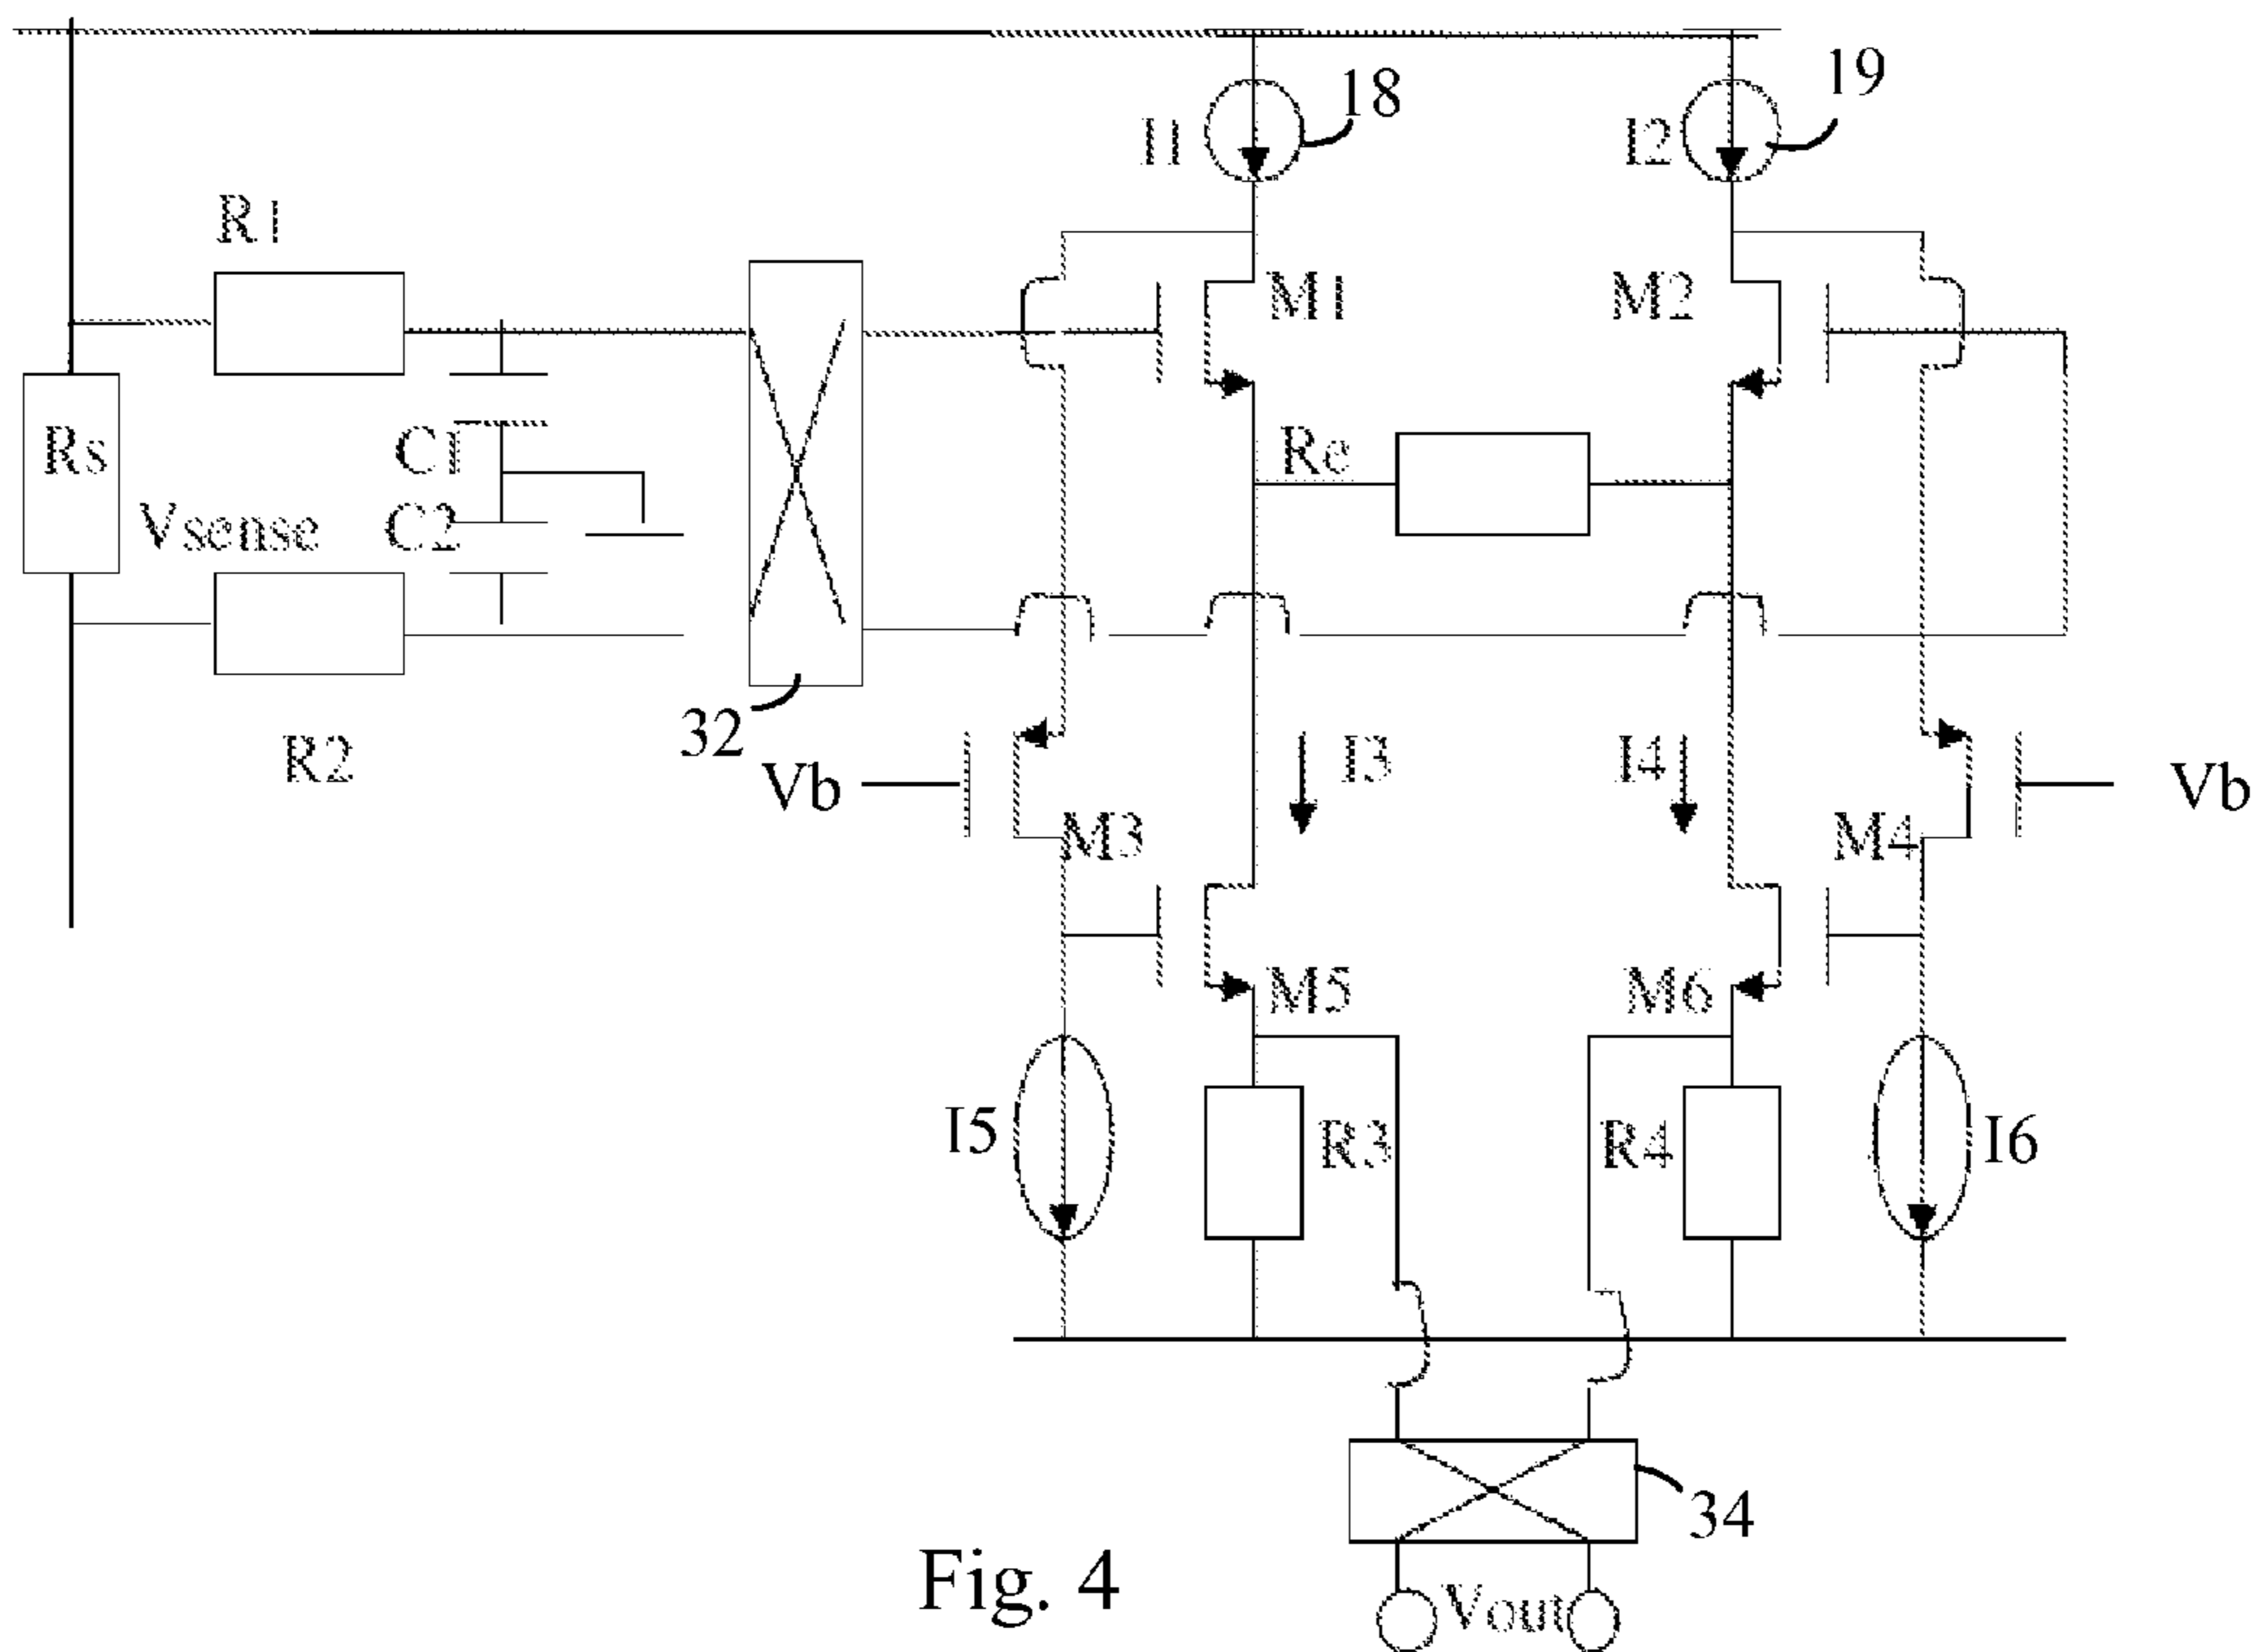 18
19
I1
I2
R1
M1
M2
Rs
C1
Re
Vsense
C2
32
R2
Vb
I3
I4
Vb
M3
M4
M5
M6
I5
R3
R4
I6
34
Fig. 4
Vout